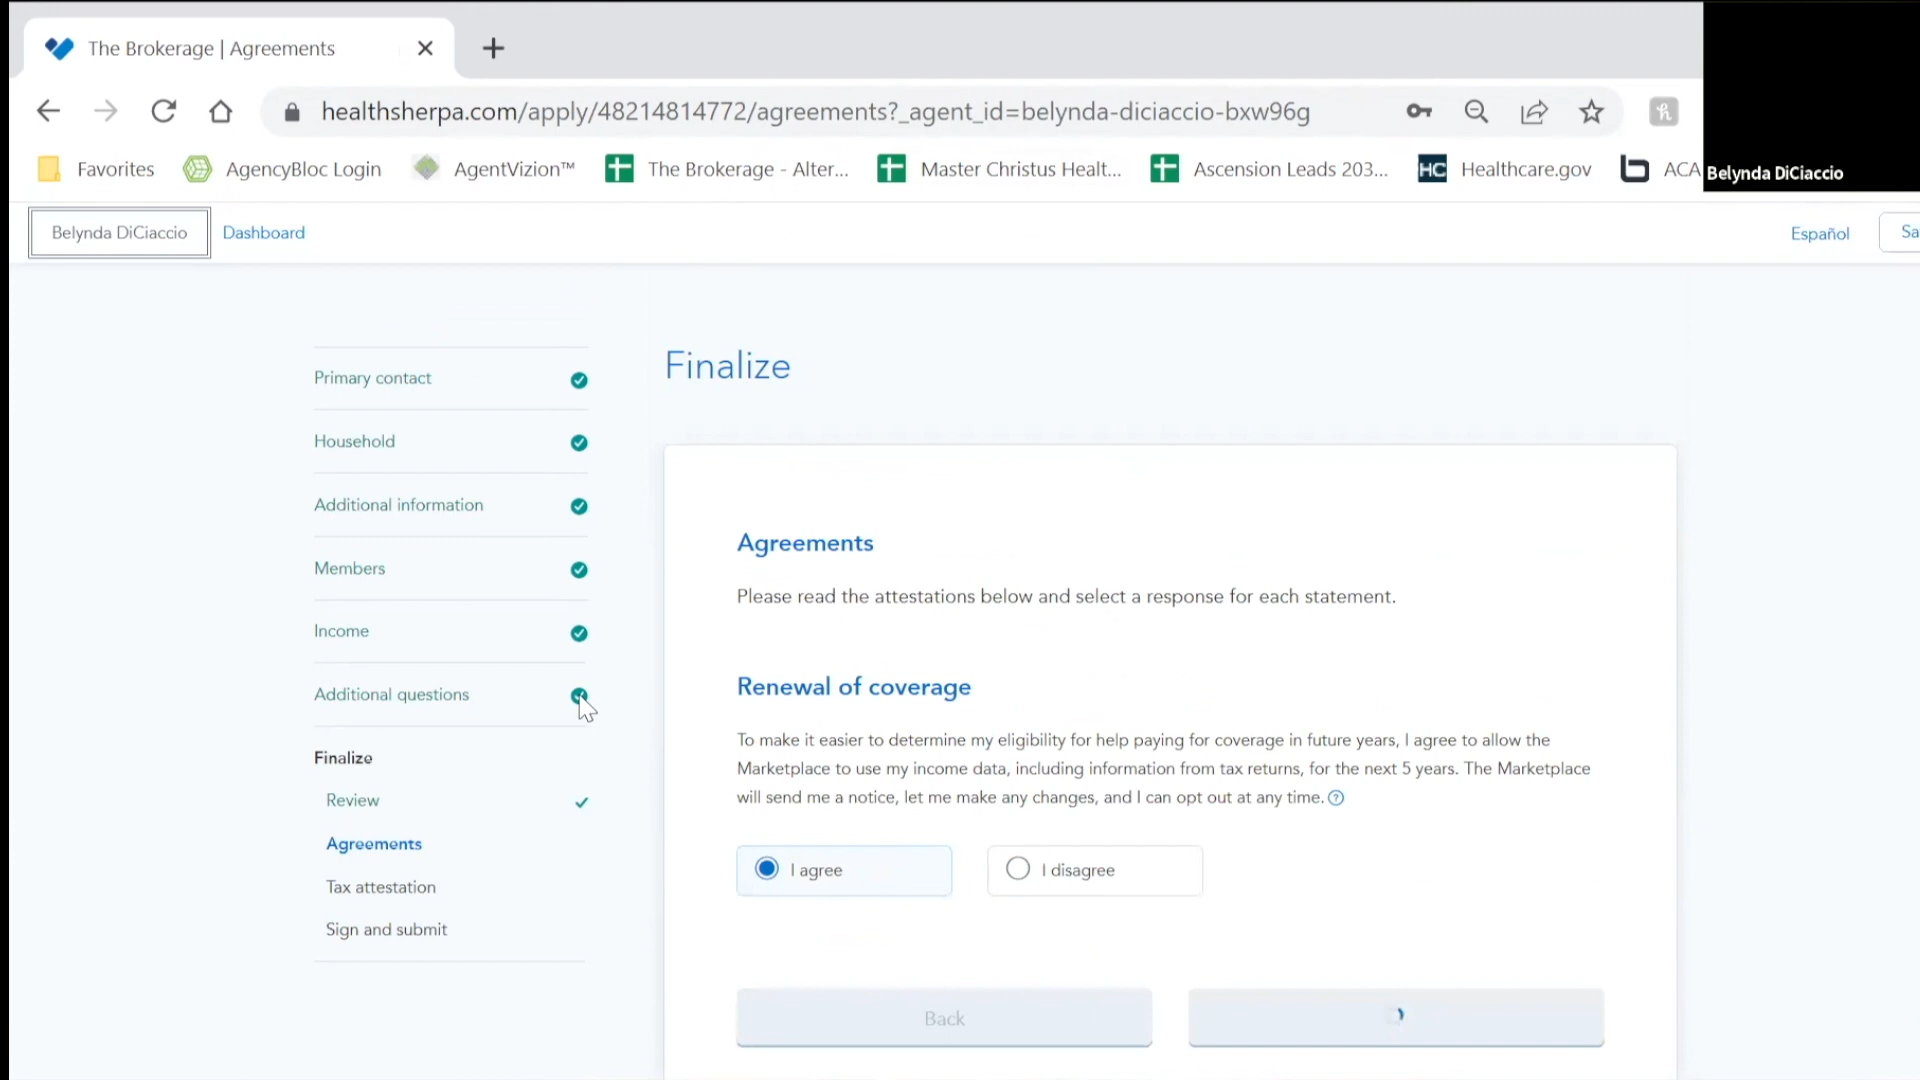 The Brokerage | Agreements
healthsherpa.com/apply/48214814772/agreements?_agent_id=belynda-diciaccio-bxw96g
Favorites
AgencyBloc Login
AgentVizion™
The Brokerage - Alter...
Master Christus Healt...
Ascension Leads 203...
HC
Healthcare.gov
ACA
Belynda DiCiaccio
Belynda DiCiaccio
Dashboard
Español
Sa
Primary contact
Household
Additional information
Members
Income
Additional questions
Finalize
Review
Agreements
Tax attestation
Sign and submit
Finalize
Agreements
Please read the attestations below and select a response for each statement.
Renewal of coverage
To make it easier to determine my eligibility for help paying for coverage in future years, I agree to allow the
Marketplace to use my income data, including information from tax returns, for the next 5 years. The Marketplace
will send me a notice, let me make any changes, and I can opt out at any time.
I agree
I disagree
Back